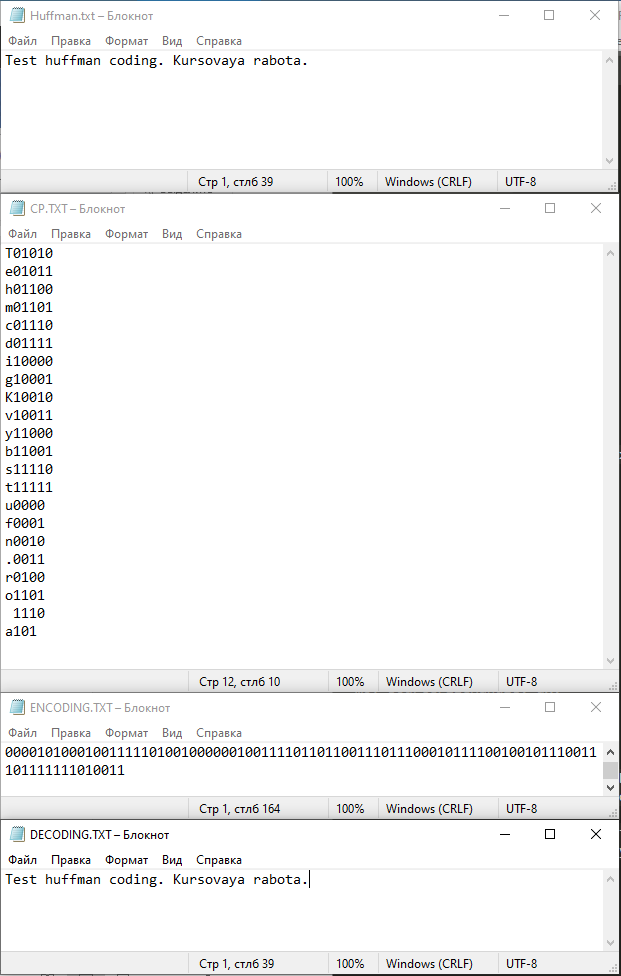 Huffman.txt – Блокнот
Файл Правка Формат Вид Справка
Test huffman coding. Kursovaya rabota.
Стр 1, стлб 39 100% Windows (CRLF) UTF-8
CP.TXT – Блокнот
Файл Правка Формат Вид Справка
T01010
e01011
h01100
m01101
c01110
d01111
i10000
g10001
K10010
v10011
y11000
b11001
s11110
t11111
u0000
f0001
n0010
.0011
r0100
o1101
 1110
a101
Стр 12, стлб 10 100% Windows (CRLF) UTF-8
ENCODING.TXT – Блокнот
Файл Правка Формат Вид Справка
00001010001001111101001000000100111101101100111011100010111100100101110011
101111111010011
Стр 1, стлб 164 100% Windows (CRLF) UTF-8
DECODING.TXT – Блокнот
Файл Правка Формат Вид Справка
Test huffman coding. Kursovaya rabota.
Стр 1, стлб 39 100% Windows (CRLF) UTF-8